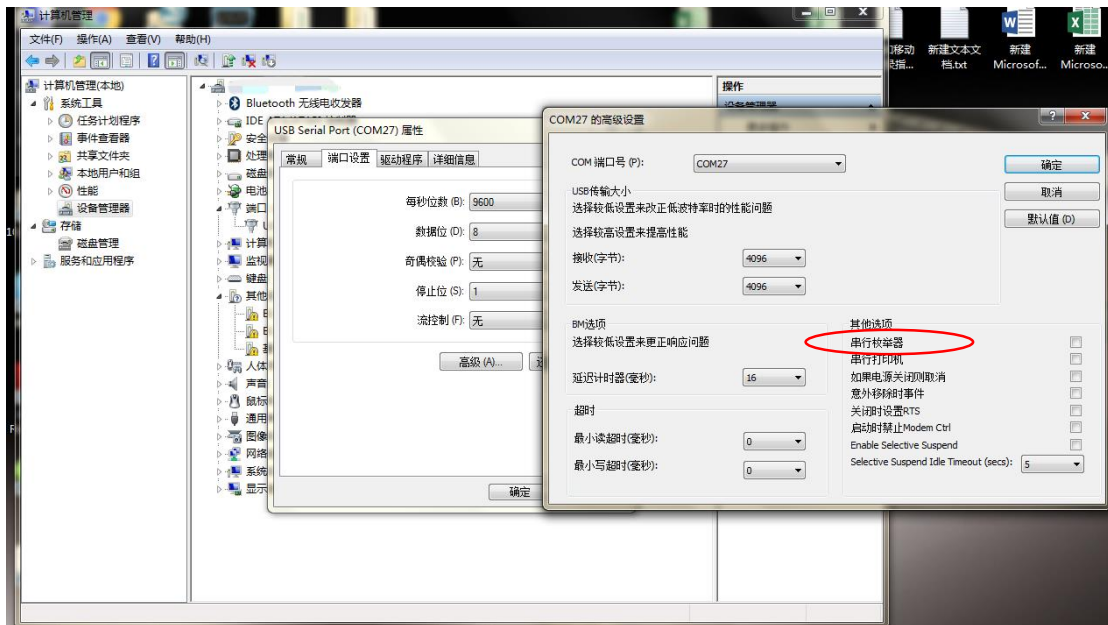 计算机管理
文件(F) 操作(A) 查看(V) 帮助(H)
计算机管理(本地)
系统工具
任务计划程序
事件查看器
共享文件夹
本地用户和组
性能
设备管理器
存储
磁盘管理
服务和应用程序
Bluetooth 无线电收发器
IDE
安全
处理
磁盘
电池
端口
计算
监视
键盘
其他
人体
声音
鼠标
通用
图像
网络
系统
显示
操作
USB Serial Port (COM27) 属性
常规 端口设置 驱动程序 详细信息
每秒位数 (B): 9600
数据位 (D): 8
奇偶校验 (P): 无
停止位 (S): 1
流控制 (F): 无
高级 (A)...
确定
COM27 的高级设置
COM 端口号 (P): COM27
确定
取消
默认值 (D)
USB传输大小
选择较低设置来改正低波特率时的性能问题
选择较高设置来提高性能
接收(字节): 4096
发送(字节): 4096
BM选项
选择较低设置来更正响应问题
延迟计时器(毫秒): 16
超时
最小读超时(毫秒): 0
最小写超时(毫秒): 0
其他选项
串行枚举器
串行打印机
如果电源关闭则取消
意外移除时事件
关闭时设置RTS
启动时禁止Modem Ctrl
Enable Selective Suspend
Selective Suspend Idle Timeout (secs): 5
新建文本文
档.txt
新建
Microsof...
新建
Microso...